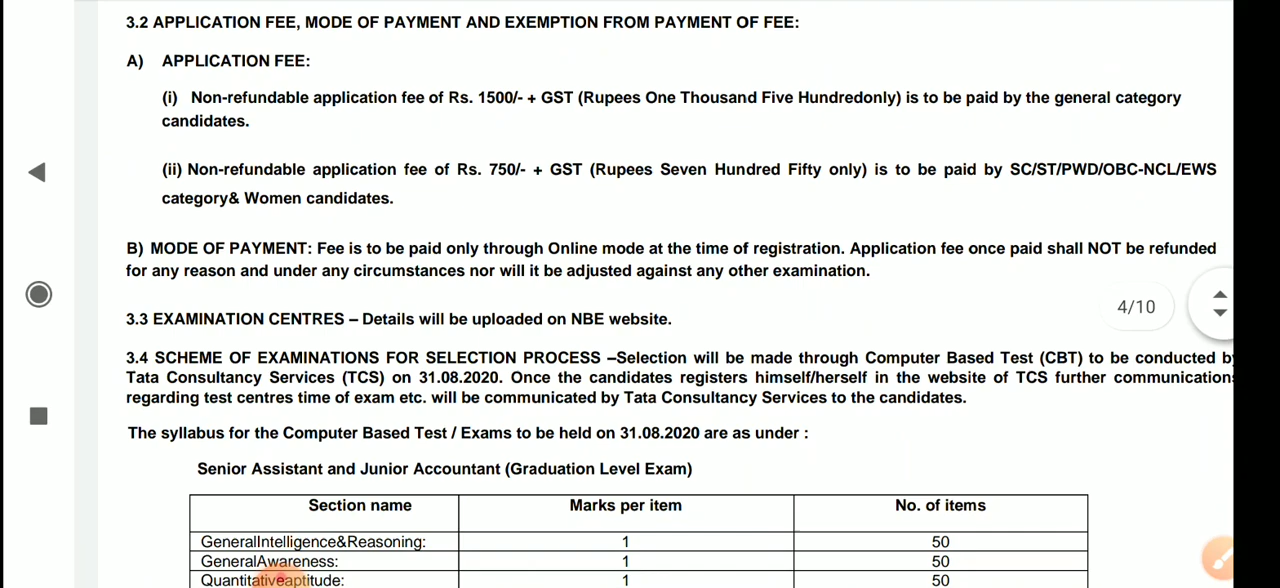 3.2 APPLICATION FEE, MODE OF PAYMENT AND EXEMPTION FROM PAYMENT OF FEE:
A) APPLICATION FEE:
(i) Non-refundable application fee of Rs. 1500/- + GST (Rupees One Thousand Five Hundredonly) is to be paid by the general category
candidates.
(ii) Non-refundable application fee of Rs. 750/- + GST (Rupees Seven Hundred Fifty only) is to be paid by SC/ST/PWD/OBC-NCL/EWS
category& Women candidates.
B) MODE OF PAYMENT: Fee is to be paid only through Online mode at the time of registration. Application fee once paid shall NOT be refunded
for any reason and under any circumstances nor will it be adjusted against any other examination.
4/10
3.3 EXAMINATION CENTRES – Details will be uploaded on NBE website.
3.4 SCHEME OF EXAMINATIONS FOR SELECTION PROCESS –Selection will be made through Computer Based Test (CBT) to be conducted by
Tata Consultancy Services (TCS) on 31.08.2020. Once the candidates registers himself/herself in the website of TCS further communications
regarding test centres time of exam etc. will be communicated by Tata Consultancy Services to the candidates.
The syllabus for the Computer Based Test / Exams to be held on 31.08.2020 are as under :
Senior Assistant and Junior Accountant (Graduation Level Exam)
Section name Marks per item No. of items
GeneralIntelligence&Reasoning: 1 50
GeneralAwareness: 1 50
Quantitativeaptitude: 1 50